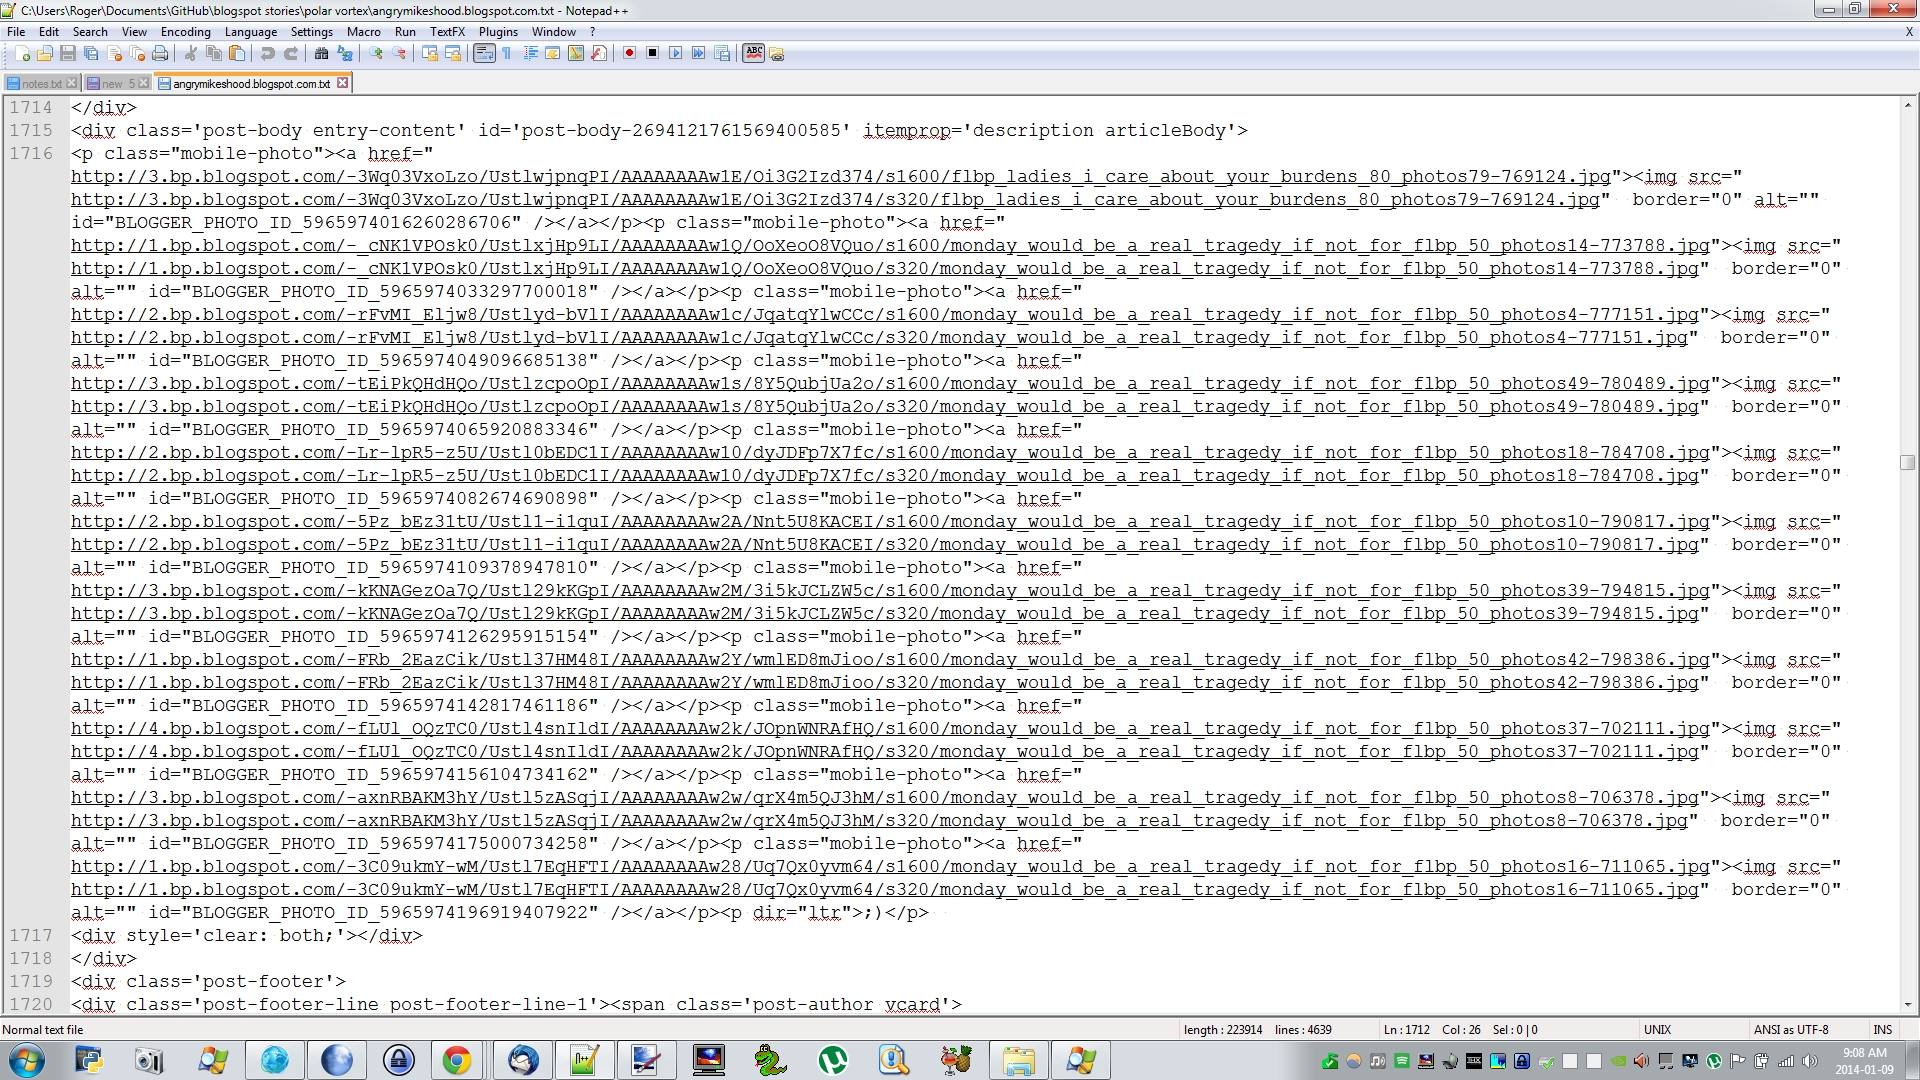 C:\Users\Roger\Documents\GitHub\blogspot stories\polar vortex\angrymikeshood.blogspot.com.txt - Notepad++
File Edit Search View Encoding Language Settings Macro Run TextFX Plugins Window ? X
notes.txt new 5 angrymikeshood.blogspot.com.txt
1714 </div>
1715 <div class='post-body entry-content' id='post-body-2694121761569400585' itemprop='description articleBody'>
1716 <p class="mobile-photo"><a href="
http://3.bp.blogspot.com/-3Wq03VxoLzo/UstlwjpnqPI/AAAAAAAAw1E/Oi3G2Izd374/s1600/flbp_ladies_i_care_about_your_burdens_80_photos79-769124.jpg"><img src="
http://3.bp.blogspot.com/-3Wq03VxoLzo/UstlwjpnqPI/AAAAAAAAw1E/Oi3G2Izd374/s320/flbp_ladies_i_care_about_your_burdens_80_photos79-769124.jpg" border="0" alt=""
id="BLOGGER_PHOTO_ID_5965974016260286706" /></a></p><p class="mobile-photo"><a href="
http://1.bp.blogspot.com/-_cNK1VPOsk0/UstlxjHp9LI/AAAAAAAAw1Q/OoXeoO8VQuo/s1600/monday_would_be_a_real_tragedy_if_not_for_flbp_50_photos14-773788.jpg"><img src="
http://1.bp.blogspot.com/-_cNK1VPOsk0/UstlxjHp9LI/AAAAAAAAw1Q/OoXeoO8VQuo/s320/monday_would_be_a_real_tragedy_if_not_for_flbp_50_photos14-773788.jpg" border="0"
alt="" id="BLOGGER_PHOTO_ID_5965974033297700018" /></a></p><p class="mobile-photo"><a href="
http://2.bp.blogspot.com/-rFvMI_Eljw8/Ustlyd-bVlI/AAAAAAAAw1c/JqatqYlwCCc/s1600/monday_would_be_a_real_tragedy_if_not_for_flbp_50_photos4-777151.jpg"><img src="
http://2.bp.blogspot.com/-rFvMI_Eljw8/Ustlyd-bVlI/AAAAAAAAw1c/JqatqYlwCCc/s320/monday_would_be_a_real_tragedy_if_not_for_flbp_50_photos4-777151.jpg" border="0"
alt="" id="BLOGGER_PHOTO_ID_5965974049096685138" /></a></p><p class="mobile-photo"><a href="
http://3.bp.blogspot.com/-tEiPkQHdHQo/UstlzcpoOpI/AAAAAAAAw1s/8Y5QubjUa2o/s1600/monday_would_be_a_real_tragedy_if_not_for_flbp_50_photos49-780489.jpg"><img src="
http://3.bp.blogspot.com/-tEiPkQHdHQo/UstlzcpoOpI/AAAAAAAAw1s/8Y5QubjUa2o/s320/monday_would_be_a_real_tragedy_if_not_for_flbp_50_photos49-780489.jpg" border="0"
alt="" id="BLOGGER_PHOTO_ID_5965974065920883346" /></a></p><p class="mobile-photo"><a href="
http://2.bp.blogspot.com/-Lr-lpR5-z5U/Ustl0bEDC1I/AAAAAAAAw10/dyJDFp7X7fc/s1600/monday_would_be_a_real_tragedy_if_not_for_flbp_50_photos18-784708.jpg"><img src="
http://2.bp.blogspot.com/-Lr-lpR5-z5U/Ustl0bEDC1I/AAAAAAAAw10/dyJDFp7X7fc/s320/monday_would_be_a_real_tragedy_if_not_for_flbp_50_photos18-784708.jpg" border="0"
alt="" id="BLOGGER_PHOTO_ID_5965974082674690898" /></a></p><p class="mobile-photo"><a href="
http://2.bp.blogspot.com/-5Pz_bEz31tU/Ustl1-i1quI/AAAAAAAAw2A/Nnt5U8KACEI/s1600/monday_would_be_a_real_tragedy_if_not_for_flbp_50_photos10-790817.jpg"><img src="
http://2.bp.blogspot.com/-5Pz_bEz31tU/Ustl1-i1quI/AAAAAAAAw2A/Nnt5U8KACEI/s320/monday_would_be_a_real_tragedy_if_not_for_flbp_50_photos10-790817.jpg" border="0"
alt="" id="BLOGGER_PHOTO_ID_5965974109378947810" /></a></p><p class="mobile-photo"><a href="
http://3.bp.blogspot.com/-kKNAGezOa7Q/Ustl29kKGpI/AAAAAAAAw2M/3i5kJCLZW5c/s1600/monday_would_be_a_real_tragedy_if_not_for_flbp_50_photos39-794815.jpg"><img src="
http://3.bp.blogspot.com/-kKNAGezOa7Q/Ustl29kKGpI/AAAAAAAAw2M/3i5kJCLZW5c/s320/monday_would_be_a_real_tragedy_if_not_for_flbp_50_photos39-794815.jpg" border="0"
alt="" id="BLOGGER_PHOTO_ID_5965974126295915154" /></a></p><p class="mobile-photo"><a href="
http://1.bp.blogspot.com/-FRb_2EazCik/Ustl37HM48I/AAAAAAAAw2Y/wmlED8mJioo/s1600/monday_would_be_a_real_tragedy_if_not_for_flbp_50_photos42-798386.jpg"><img src="
http://1.bp.blogspot.com/-FRb_2EazCik/Ustl37HM48I/AAAAAAAAw2Y/wmlED8mJioo/s320/monday_would_be_a_real_tragedy_if_not_for_flbp_50_photos42-798386.jpg" border="0"
alt="" id="BLOGGER_PHOTO_ID_5965974142817461186" /></a></p><p class="mobile-photo"><a href="
http://4.bp.blogspot.com/-fLUl_OQzTC0/Ustl4snIldI/AAAAAAAAw2k/JOpnWNRAfHQ/s1600/monday_would_be_a_real_tragedy_if_not_for_flbp_50_photos37-702111.jpg"><img src="
http://4.bp.blogspot.com/-fLUl_OQzTC0/Ustl4snIldI/AAAAAAAAw2k/JOpnWNRAfHQ/s320/monday_would_be_a_real_tragedy_if_not_for_flbp_50_photos37-702111.jpg" border="0"
alt="" id="BLOGGER_PHOTO_ID_5965974156104734162" /></a></p><p class="mobile-photo"><a href="
http://3.bp.blogspot.com/-axnRBAKM3hY/Ustl5zASqjI/AAAAAAAAw2w/qrX4m5QJ3hM/s1600/monday_would_be_a_real_tragedy_if_not_for_flbp_50_photos8-706378.jpg"><img src="
http://3.bp.blogspot.com/-axnRBAKM3hY/Ustl5zASqjI/AAAAAAAAw2w/qrX4m5QJ3hM/s320/monday_would_be_a_real_tragedy_if_not_for_flbp_50_photos8-706378.jpg" border="0"
alt="" id="BLOGGER_PHOTO_ID_5965974175000734258" /></a></p><p class="mobile-photo"><a href="
http://1.bp.blogspot.com/-3C09ukmY-wM/Ustl7EqHFTI/AAAAAAAAw28/Uq7Qx0yvm64/s1600/monday_would_be_a_real_tragedy_if_not_for_flbp_50_photos16-711065.jpg"><img src="
http://1.bp.blogspot.com/-3C09ukmY-wM/Ustl7EqHFTI/AAAAAAAAw28/Uq7Qx0yvm64/s320/monday_would_be_a_real_tragedy_if_not_for_flbp_50_photos16-711065.jpg" border="0"
alt="" id="BLOGGER_PHOTO_ID_5965974196919407922" /></a></p><p dir="ltr">;)</p>
1717 <div style='clear: both;'></div>
1718 </div>
1719 <div class='post-footer'>
1720 <div class='post-footer-line post-footer-line-1'><span class='post-author vcard'>
Normal text file length : 223914 lines : 4639 Ln : 1712 Col : 26 Sel : 0 | 0 UNIX ANSI as UTF-8 INS
9:08 AM
2014-01-09